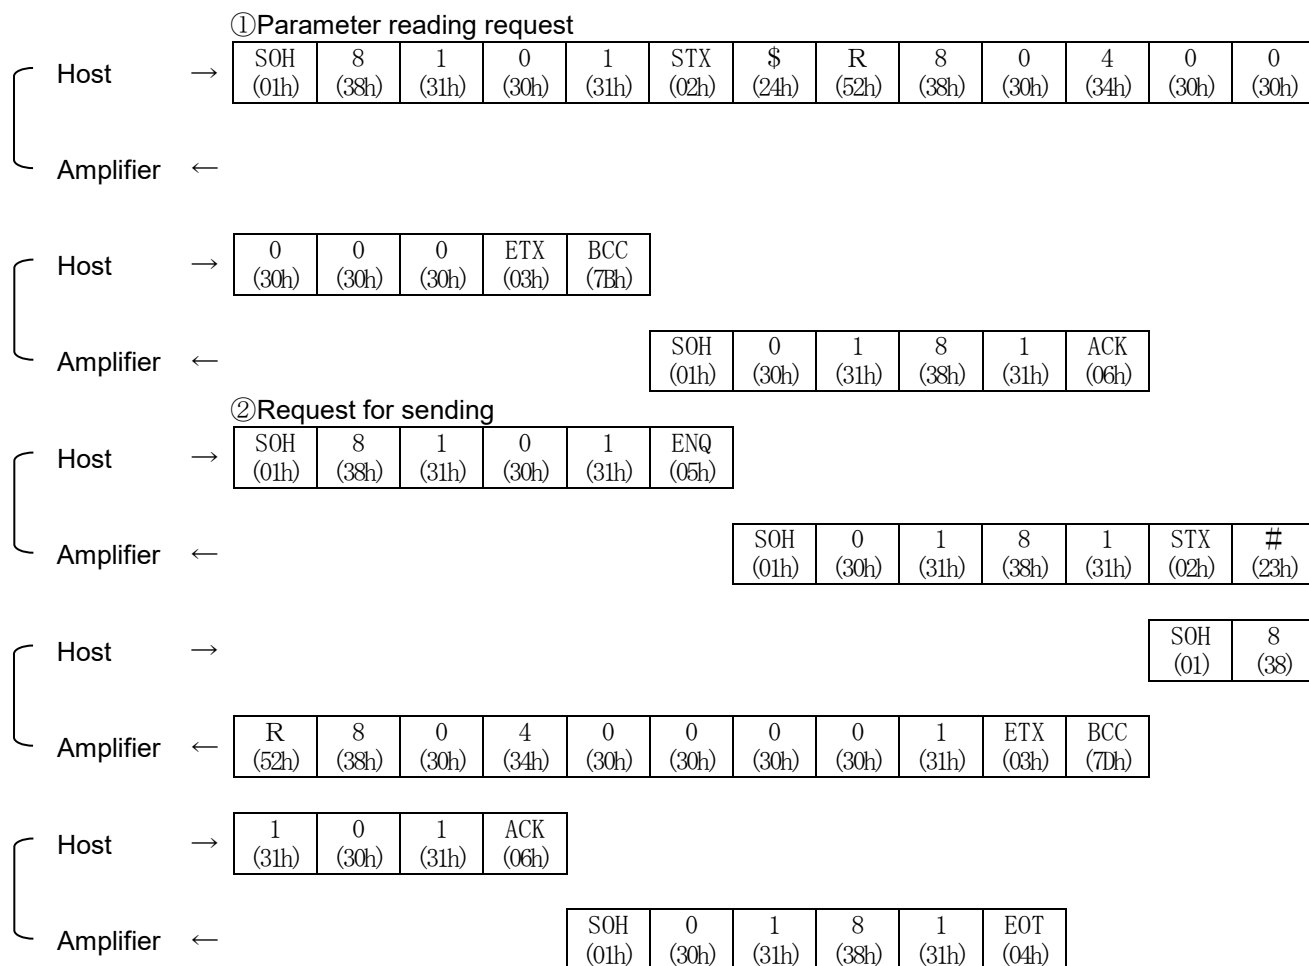 ①Parameter reading request
Host → SOH 8 1 0 1 STX $ R 8 0 4 0 0
(01h) (38h) (31h) (30h) (31h) (02h) (24h) (52h) (38h) (30h) (34h) (30h) (30h)
Amplifier ←
Host → 0 0 0 ETX BCC
(30h) (30h) (30h) (03h) (7Bh)
Amplifier ← SOH 0 1 8 1 ACK
(01h) (30h) (31h) (38h) (31h) (06h)
②Request for sending
Host → SOH 8 1 0 1 ENQ
(01h) (38h) (31h) (30h) (31h) (05h)
Amplifier ← SOH 0 1 8 1 STX #
(01h) (30h) (31h) (38h) (31h) (02h) (23h)
Host → SOH 8
(01) (38)
Amplifier ← R 8 0 4 0 0 0 0 1 ETX BCC
(52h) (38h) (30h) (34h) (30h) (30h) (30h) (30h) (31h) (03h) (7Dh)
Host → 1 0 1 ACK
(31h) (30h) (31h) (06h)
Amplifier ← SOH 0 1 8 1 EOT
(01h) (30h) (31h) (38h) (31h) (04h)